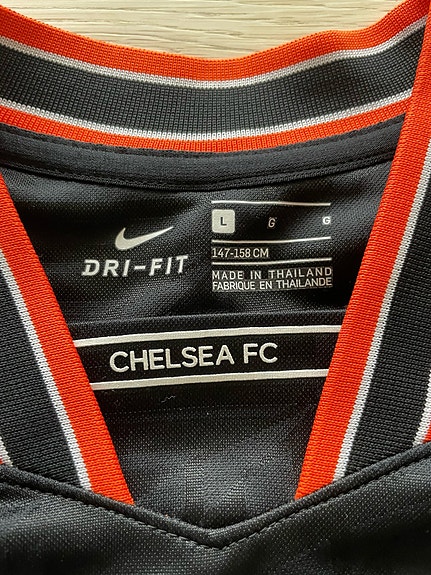 L G G
147-158 CM
DRI-FIT
MADE IN THAILAND
FABRIQUE EN THAILANDE
CHELSEA FC